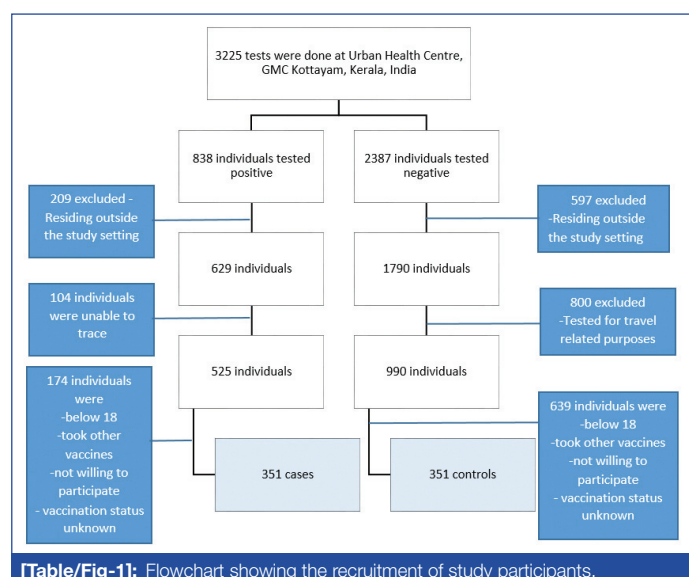 3225 tests were done at Urban Health Centre,
GMC Kottayam, Kerala, India
838 individuals tested
positive
2387 individuals tested
negative
209 excluded -
Residing outside
the study setting
597 excluded
-Residing outside
the study setting
629 individuals
1790 individuals
104 individuals
were unable to
trace
800 excluded
-Tested for travel
related purposes
525 individuals
990 individuals
174 individuals
were
-below 18
-took other
vaccines
-not willing to
participate
- vaccination status
unknown
639 individuals were
-below 18
-took other vaccines
-not willing to
participate
- vaccination status
unknown
351 cases
351 controls
[Table/Fig-1]: Flowchart showing the recruitment of study participants.